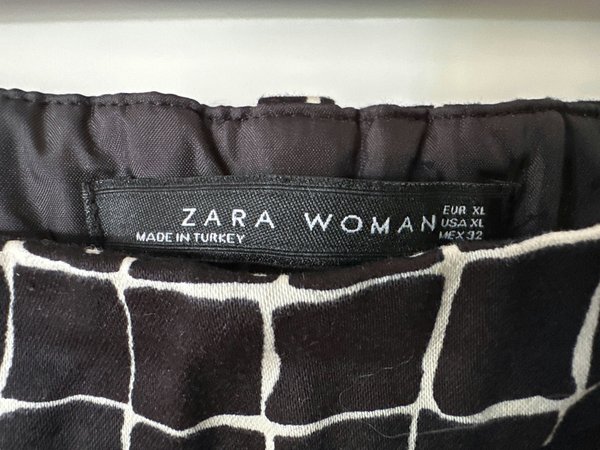 ZARA WOMAN
MADE IN TURKEY
EUR XL
USA XL
MEX 32